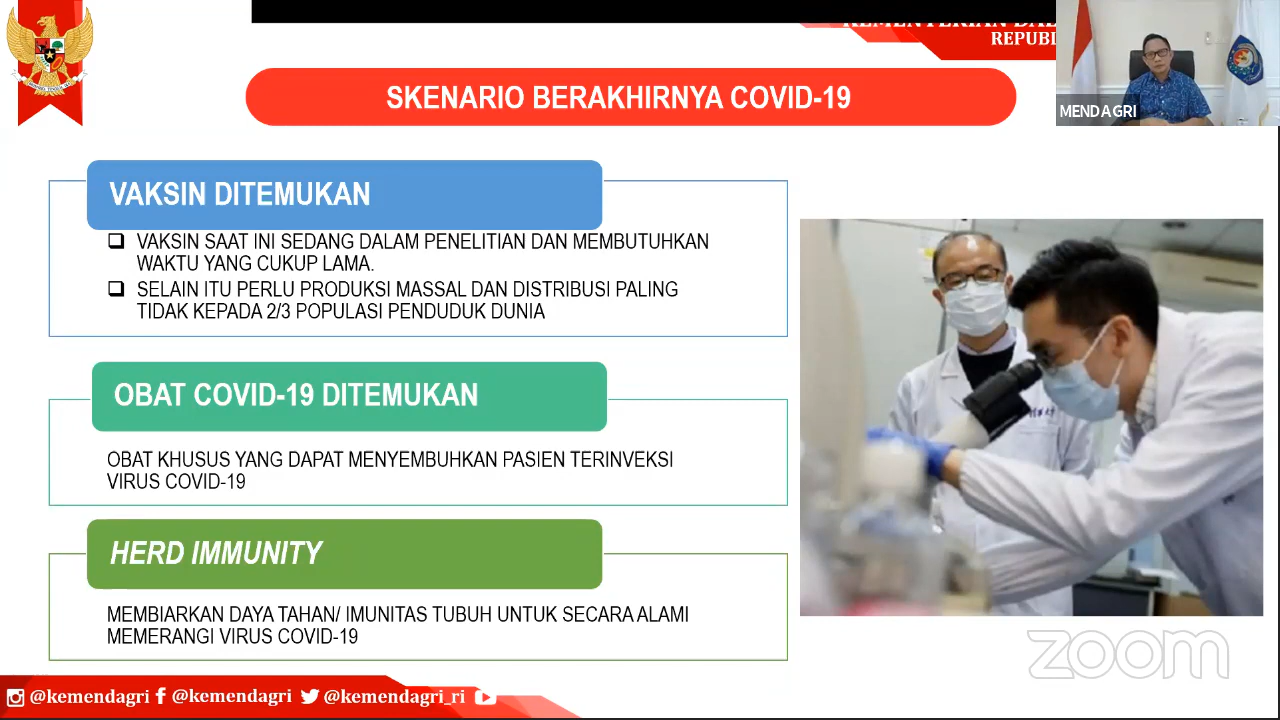 KEMENTERIAN
REPUBL
MENDAGRI
SKENARIO BERAKHIRNYA COVID-19
VAKSIN DITEMUKAN
VAKSIN SAAT INI SEDANG DALAM PENELITIAN DAN MEMBUTUHKAN
WAKTU YANG CUKUP LAMA.
SELAIN ITU PERLU PRODUKSI MASSAL DAN DISTRIBUSI PALING
TIDAK KEPADA 2/3 POPULASI PENDUDUK DUNIA
OBAT COVID-19 DITEMUKAN
OBAT KHUSUS YANG DAPAT MENYEMBUHKAN PASIEN TERINVEKSI
VIRUS COVID-19
HERD IMMUNITY
MEMBIARKAN DAYA TAHAN/ IMUNITAS TUBUH UNTUK SECARA ALAMI
MEMERANGI VIRUS COVID-19
zoom
@kemendagri @kemendagri @kemendagri_ri